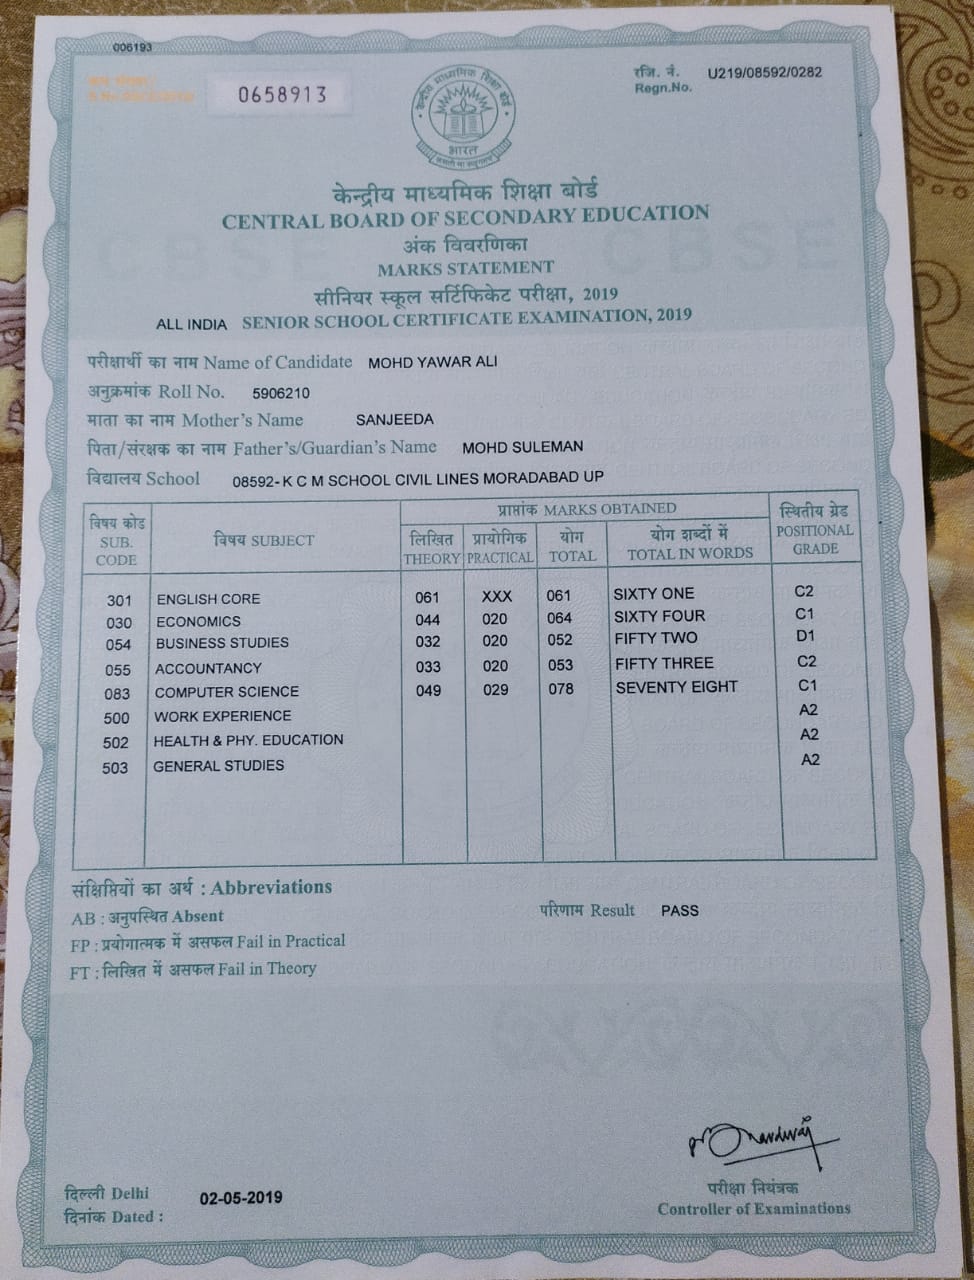 006193
0658913
रजि. नं. U219/08592/0282
Regn.No.
केन्द्रीय माध्यमिक शिक्षा बोर्ड
भारत
केन्द्रीय माध्यमिक शिक्षा बोर्ड
CENTRAL BOARD OF SECONDARY EDUCATION
CBSE CBSE
अंक विवरणिका
MARKS STATEMENT
सीनियर स्कूल सर्टिफिकेट परीक्षा, 2019
ALL INDIA SENIOR SCHOOL CERTIFICATE EXAMINATION, 2019
परीक्षार्थी का नाम Name of Candidate MOHD YAWAR ALI
अनुक्रमांक Roll No. 5906210
माता का नाम Mother's Name SANJEEDA
पिता/संरक्षक का नाम Father's/Guardian's Name MOHD SULEMAN
विद्यालय School 08592- K C M SCHOOL CIVIL LINES MORADABAD UP
विषय कोड SUB. CODE विषय SUBJECT प्राप्तांक MARKS OBTAINED स्थितीय ग्रेड POSITIONAL GRADE
लिखित THEORY प्रायोगिक PRACTICAL योग TOTAL योग शब्दों में TOTAL IN WORDS
301 ENGLISH CORE 061 XXX 061 SIXTY ONE C2
030 ECONOMICS 044 020 064 SIXTY FOUR C1
054 BUSINESS STUDIES 032 020 052 FIFTY TWO D1
055 ACCOUNTANCY 033 020 053 FIFTY THREE C2
083 COMPUTER SCIENCE 049 029 078 SEVENTY EIGHT C1
500 WORK EXPERIENCE A2
502 HEALTH & PHY. EDUCATION A2
503 GENERAL STUDIES A2
संक्षिप्तियों का अर्थ : Abbreviations
AB : अनुपस्थित Absent परिणाम Result PASS
FP : प्रयोगात्मक में असफल Fail in Practical
FT : लिखित में असफल Fail in Theory
दिल्ली Delhi
दिनांक Dated : 02-05-2019
परीक्षा नियंत्रक
Controller of Examinations